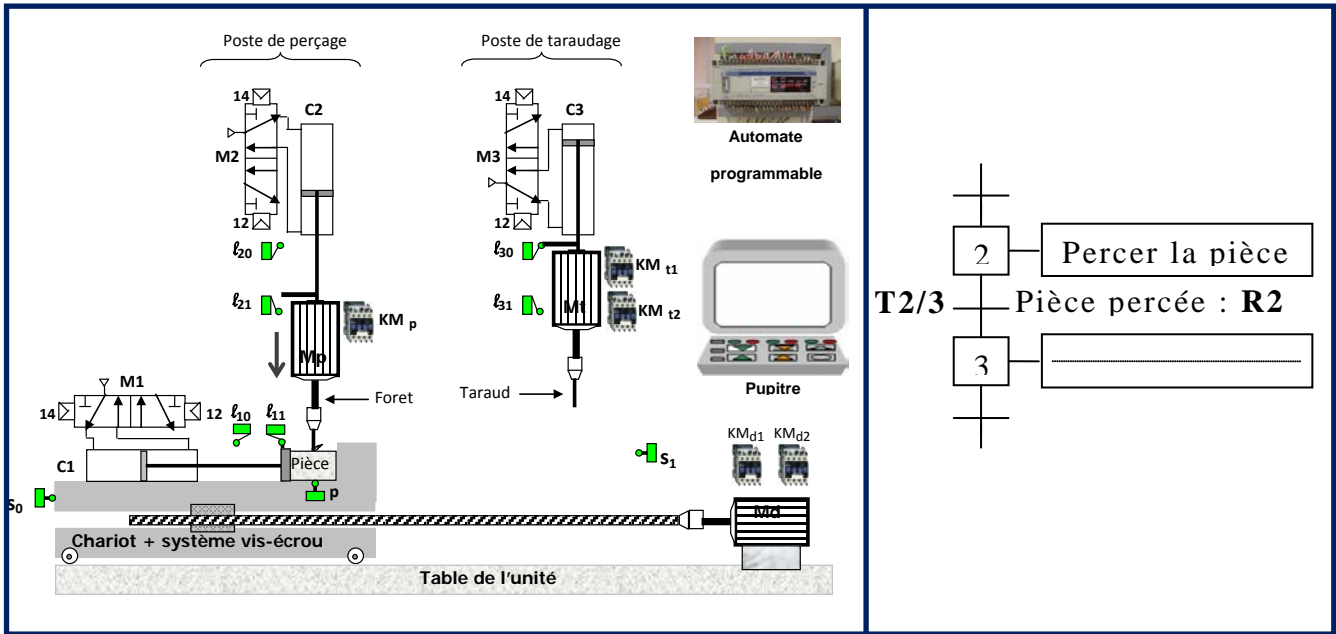 Poste de perçage
Poste de taraudage
14
C2
14
C3
M2
M3
Automate
programmable
12
12
ℓ20
ℓ30
KM t1
ℓ21
ℓ31
Mt
KM t2
KM p
Mp
M1
Foret
Taraud
Pupitre
14
12
ℓ10
ℓ11
KMd1
KMd2
Pièce
S1
C1
p
S0
Md
Chariot + système vis-écrou
Table de l'unité
2
Percer la pièce
T2/3
Pièce percée : R2
3